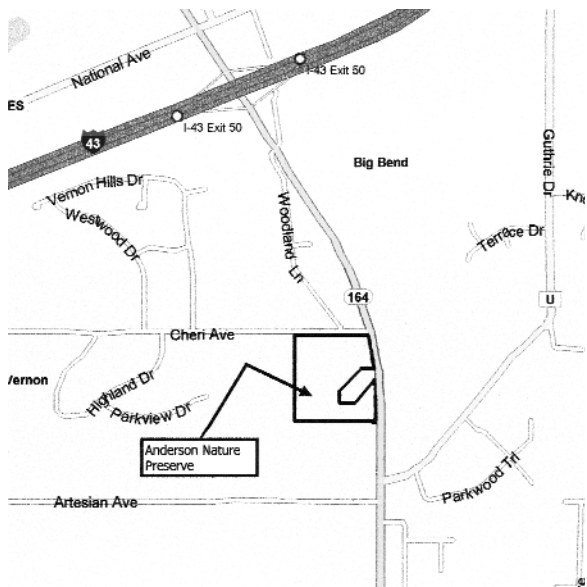 National Ave
I-43 Exit 50
ES
I-43 Exit 50
43
Big Bend
Guthrie Dr
Vernon Hills Dr
Westwood Dr
Woodland Ln
Terrace Dr
164
U
Cheri Ave
Vernon
Highland Dr
Parkview Dr
Anderson Nature
Preserve
Parkwood Trl
Artesian Ave